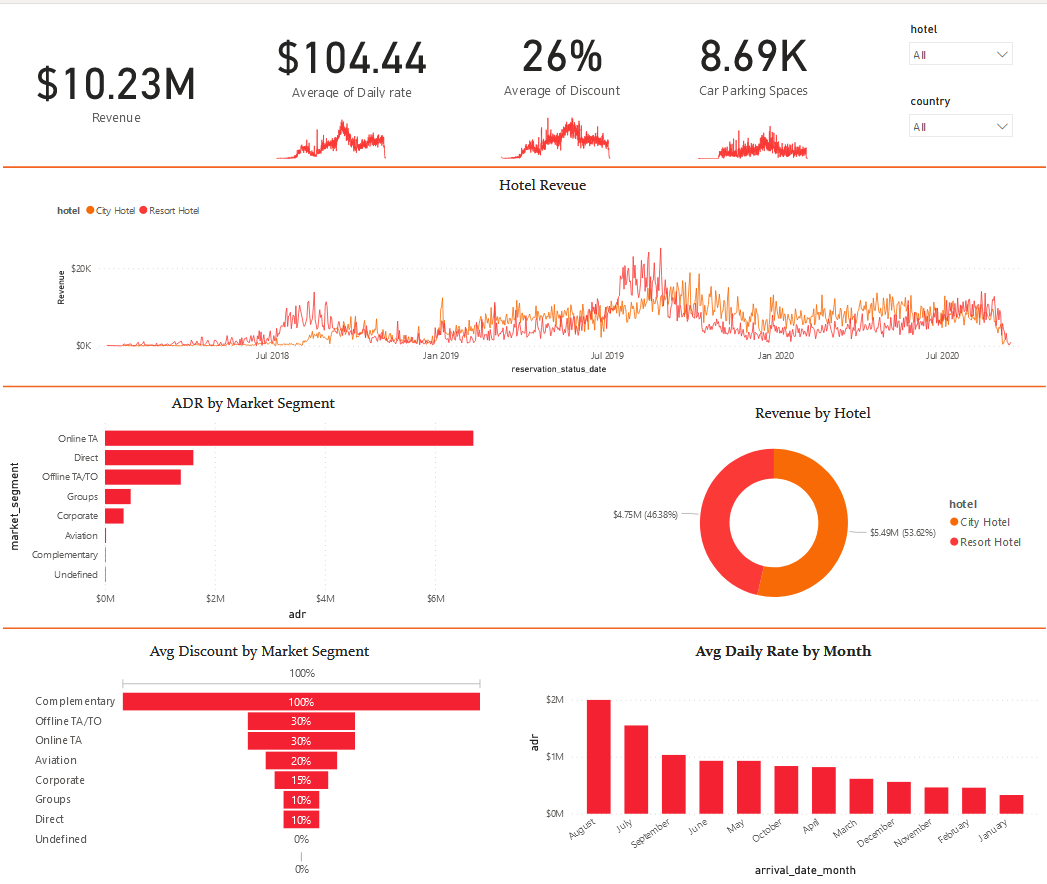 $10.23M
Revenue
$104.44
Average of Daily rate
26%
Average of Discount
8.69K
Car Parking Spaces
hotel
All
country
All
Hotel Reveue
hotel City Hotel Resort Hotel
Revenue
$20K
$0K
Jul 2018 Jan 2019 Jul 2019 Jan 2020 Jul 2020
reservation_status_date
ADR by Market Segment
market_segment
Online TA
Direct
Offline TA/TO
Groups
Corporate
Aviation
Complementary
Undefined
$0M $2M $4M $6M
adr
Revenue by Hotel
$4.75M (46.38%)
$5.49M (53.62%)
hotel
City Hotel
Resort Hotel
Avg Discount by Market Segment
100%
Complementary 100%
Offline TA/TO 30%
Online TA 30%
Aviation 20%
Corporate 15%
Groups 10%
Direct 10%
Undefined 0%
0%
Avg Daily Rate by Month
adr
$2M
$1M
$0M
August July September June May October April March December November February January
arrival_date_month